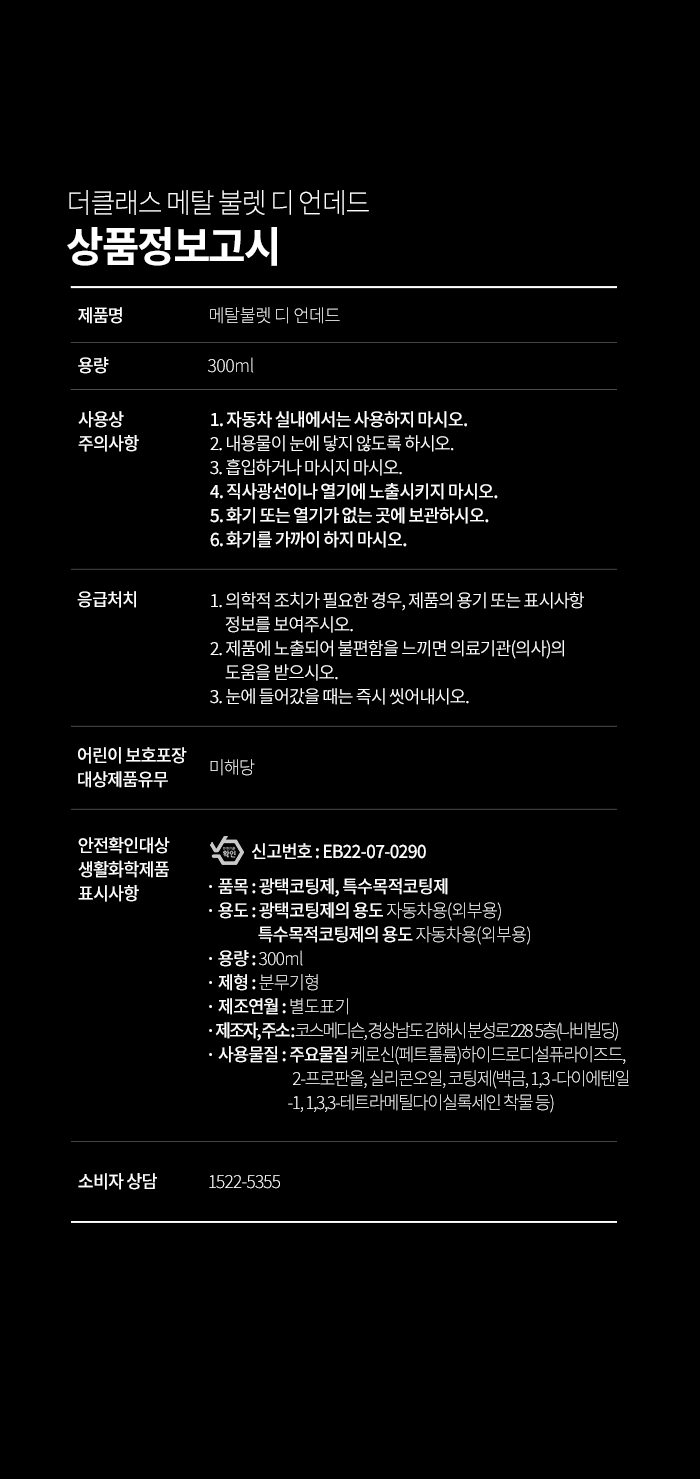 더클래스 메탈 불렛 디 언데드
상품정보고시
제품명 메탈불렛 디 언데드
용량 300ml
사용상 주의사항
1. 자동차 실내에서는 사용하지 마시오.
2. 내용물이 눈에 닿지 않도록 하시오.
3. 흡입하거나 마시지 마시오.
4. 직사광선이나 열기에 노출시키지 마시오.
5. 화기 또는 열기가 없는 곳에 보관하시오.
6. 화기를 가까이 하지 마시오.
응급처치
1. 의학적 조치가 필요한 경우, 제품의 용기 또는 표시사항
정보를 보여주시오.
2. 제품에 노출되어 불편함을 느끼면 의료기관(의사)의
도움을 받으시오.
3. 눈에 들어갔을 때는 즉시 씻어내시오.
어린이 보호포장
대상제품유무
미해당
안전확인대상
생활화학제품
표시사항
확인 신고번호 : EB22-07-0290
· 품목 : 광택코팅제, 특수목적코팅제
· 용도 : 광택코팅제의 용도 자동차용(외부용)
특수목적코팅제의 용도 자동차용(외부용)
· 용량 : 300ml
· 제형 : 분무기형
· 제조연월 : 별도표기
· 제조자,주소 : 코스메디슨, 경상남도 김해시 분성로 228 5층(나비빌딩)
· 사용물질 : 주요물질 케로신(페트롤륨)하이드로디설퓨라이즈드,
2-프로판올, 실리콘오일, 코팅제(백금, 1,3 -다이에텐일
-1, 1,3,3-테트라메틸다이실록세인 착물 등)
소비자 상담 1522-5355